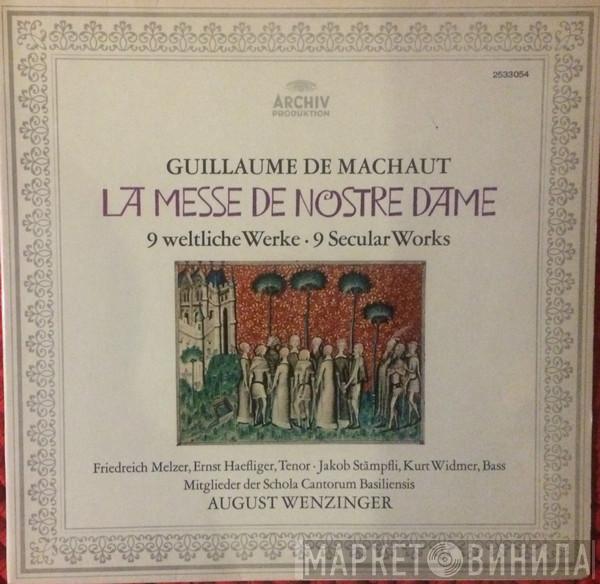 2533054
ARCHIV
PRODUKTION
GUILLAUME DE MACHAUT
LA MESSE DE NOSTRE DAME
9 weltliche Werke · 9 Secular Works
Friedreich Melzer, Ernst Haefliger, Tenor · Jakob Stämpfli, Kurt Widmer, Bass
Mitglieder der Schola Cantorum Basiliensis
AUGUST WENZINGER
МАРКЕТ ВИНИЛА